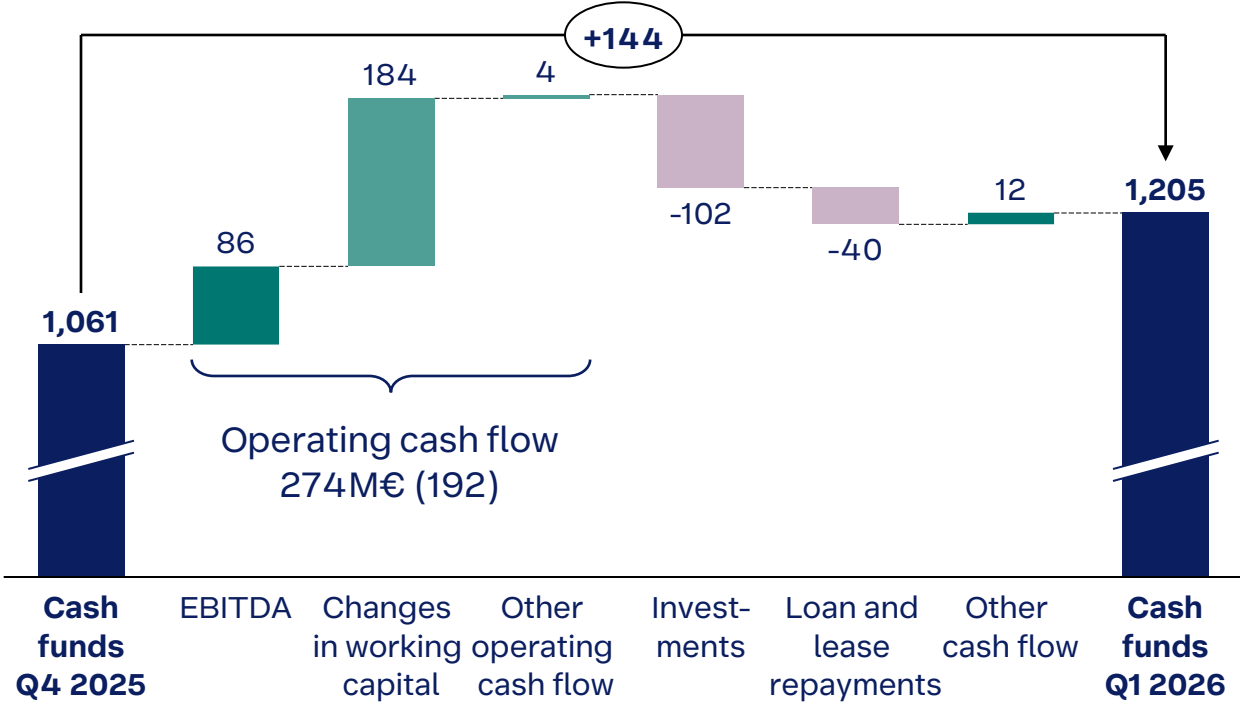 +144
184
4
1,205
12
-102
86
-40
1,061
Operating cash flow
274M€ (192)
Cash
funds
Q4 2025
EBITDA
Changes
in working
capital
Other
operating
cash flow
Invest-
ments
Loan and
lease
repayments
Other
cash flow
Cash
funds
Q1 2026